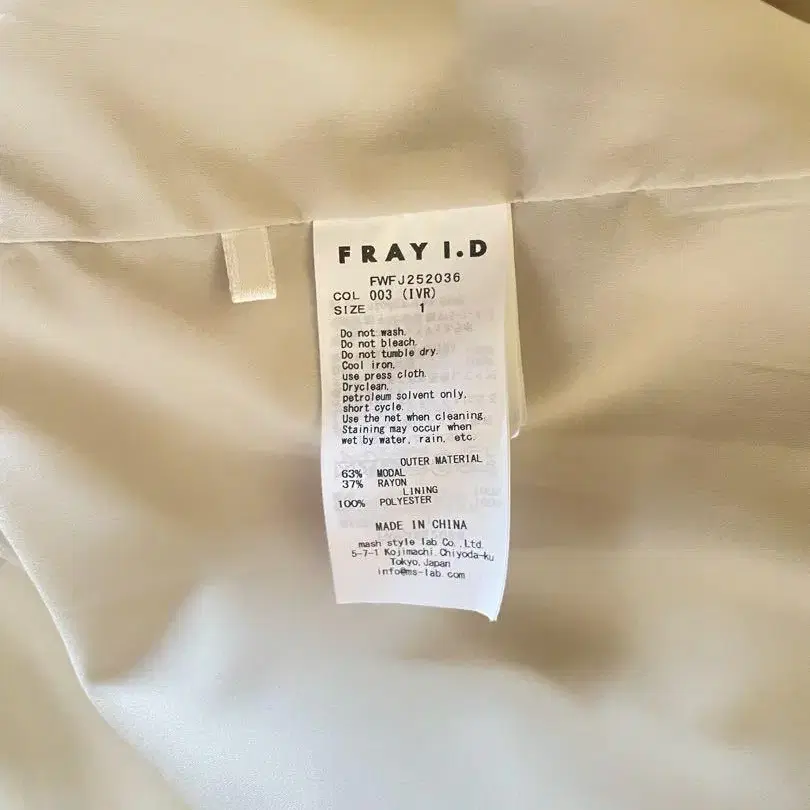 FRAY I.D
FWFJ252036
COL 003 (IVR)
SIZE 1
Do not wash.
Do not bleach.
Do not tumble dry.
Cool iron,
use press cloth.
Dryclean,
petroleum solvent only,
short cycle.
Use the net when cleaning.
Staining may occur when
wet by water, rain, etc.
OUTER MATERIAL
63% MODAL
37% RAYON
LINING
100% POLYESTER
MADE IN CHINA
mash style lab Co.,Ltd.
5-7-1 Kojimachi,Chiyoda-ku
Tokyo,Japan
info@ms-lab.com